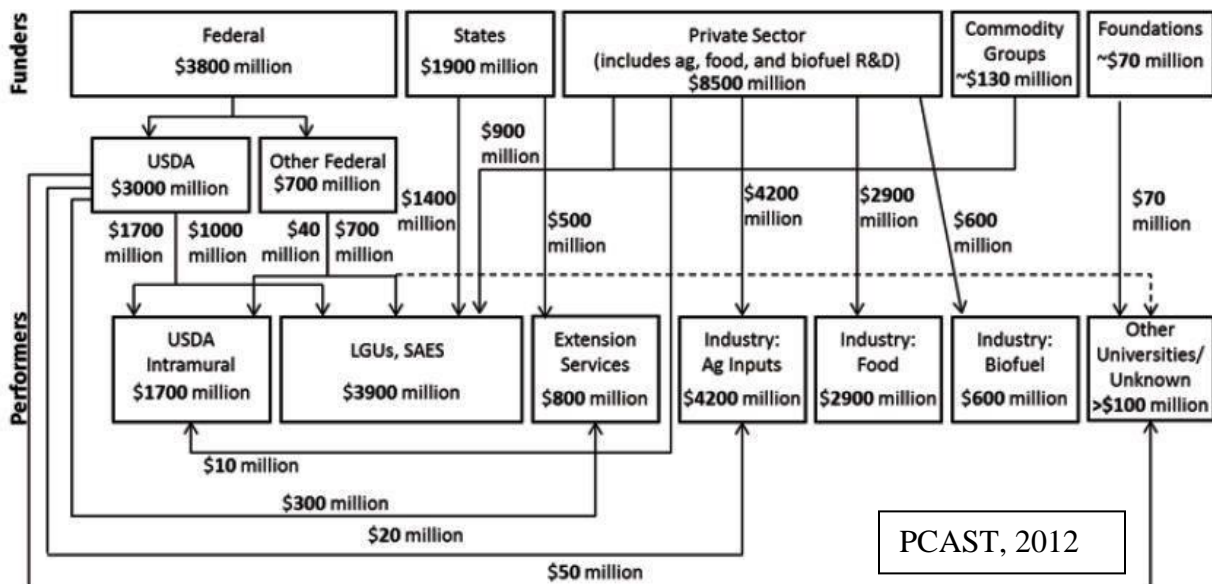 Funders
Federal
$3800 million
States
$1900 million
Private Sector
(includes ag, food, and biofuel R&D)
$8500 million
Commodity
Groups
~$130 million
Foundations
~$70 million
USDA
$3000 million
Other Federal
$700 million
$1700
million
$1000
million
$40
million
$700
million
$1400
million
$900
million
$500
million
$4200
million
$2900
million
$600
million
$70
million
Performers
USDA
Intramural
$1700 million
LGUs, SAES
$3900 million
Extension
Services
$800 million
Industry:
Ag Inputs
$4200 million
Industry:
Food
$2900 million
Industry:
Biofuel
$600 million
Other
Universities/
Unknown
>$100 million
$10 million
$300 million
$20 million
$50 million
PCAST, 2012